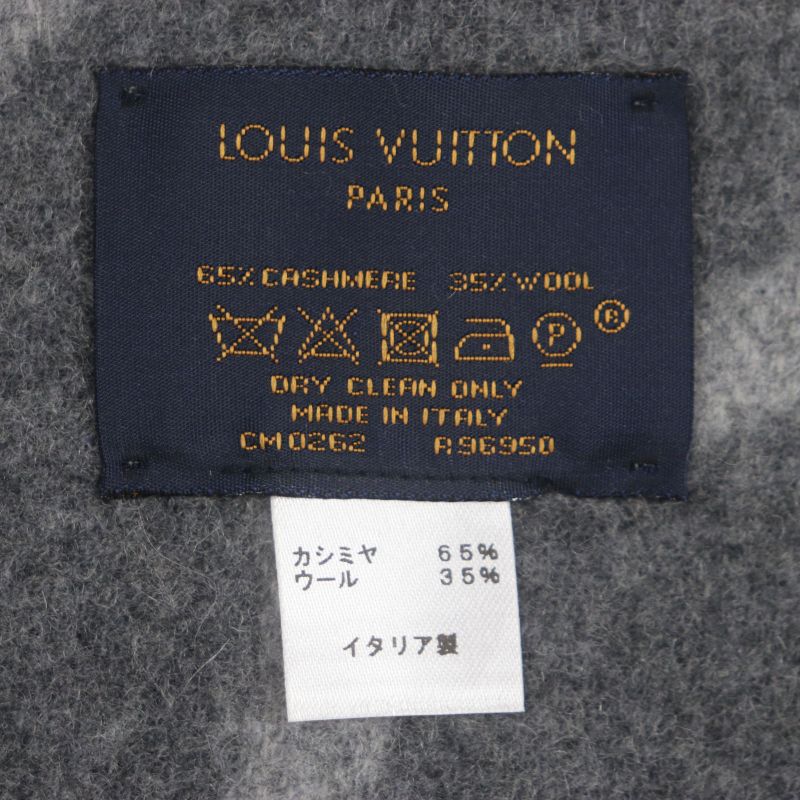 LOUIS VUITTON
PARIS
65% CASHMERE 35% WOOL
P ®
DRY CLEAN ONLY
MADE IN ITALY
CM0262 RA96950
カシミヤ 65%
ウール 35%
イタリア製